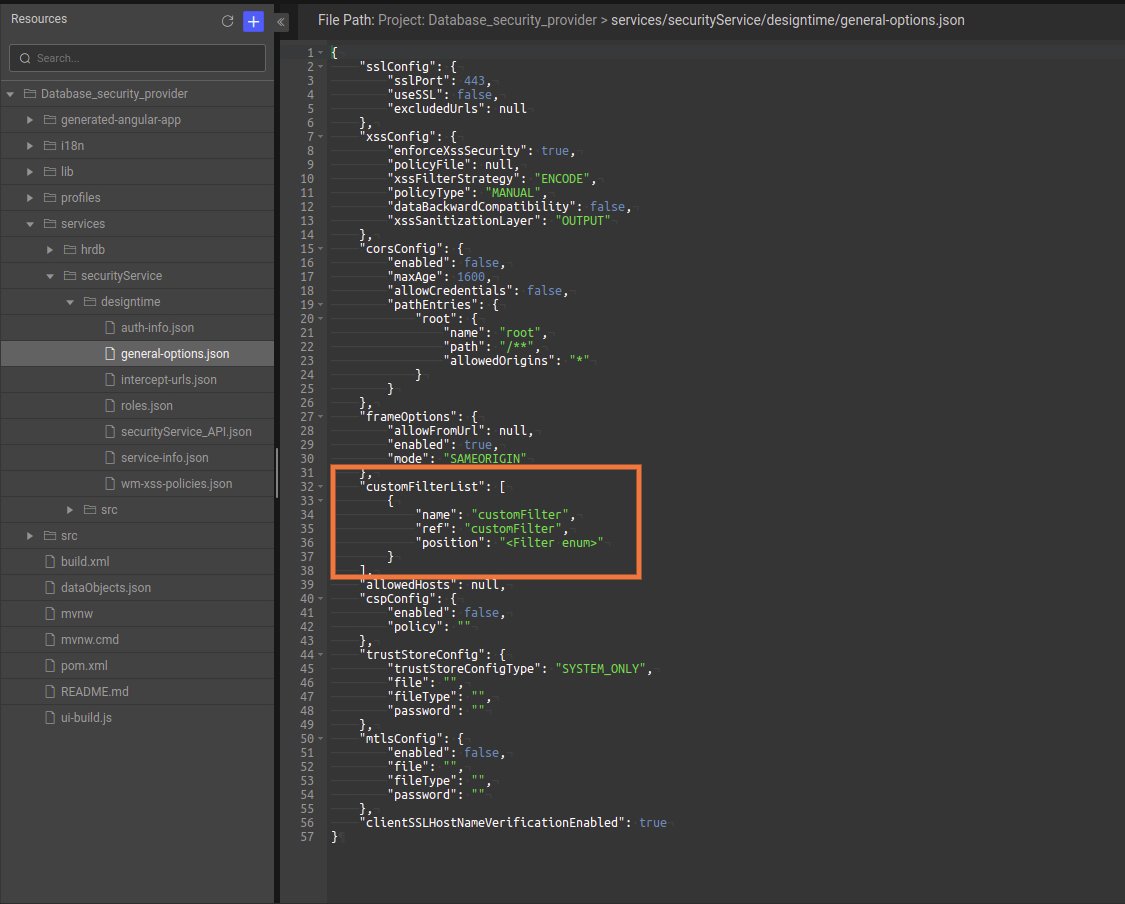 Resources
Search...
Database_security_provider
generated-angular-app
i18n
lib
profiles
services
hrdb
securityService
designtime
auth-info.json
general-options.json
intercept-urls.json
roles.json
securityService_API.json
service-info.json
wm-xss-policies.json
src
src
build.xml
dataObjects.json
mvnw
mvnw.cmd
pom.xml
README.md
ui-build.js
File Path: Project: Database_security_provider > services/securityService/designtime/general-options.json
1 {
2 "sslConfig": {
3 "sslPort": 443,
4 "useSSL": false,
5 "excludedUrls": null
6 },
7 "xssConfig": {
8 "enforceXssSecurity": true,
9 "policyFile": null,
10 "xssFilterStrategy": "ENCODE",
11 "policyType": "MANUAL",
12 "dataBackwardCompatibility": false,
13 "xssSanitizationLayer": "OUTPUT"
14 },
15 "corsConfig": {
16 "enabled": false,
17 "maxAge": 1600,
18 "allowCredentials": false,
19 "pathEntries": {
20 "root": {
21 "name": "root",
22 "path": "/**",
23 "allowedOrigins": "*"
24 }
25 }
26 },
27 "frameOptions": {
28 "allowFromUrl": null,
29 "enabled": true,
30 "mode": "SAMEORIGIN"
31 },
32 "customFilterList": [
33 {
34 "name": "customFilter",
35 "ref": "customFilter",
36 "position": "<Filter enum>"
37 }
38 ],
39 "allowedHosts": null,
40 "cspConfig": {
41 "enabled": false,
42 "policy": ""
43 },
44 "trustStoreConfig": {
45 "trustStoreConfigType": "SYSTEM_ONLY",
46 "file": "",
47 "fileType": "",
48 "password": ""
49 },
50 "mtlsConfig": {
51 "enabled": false,
52 "file": "",
53 "fileType": "",
54 "password": ""
55 },
56 "clientSSLHostNameVerificationEnabled": true
57 }